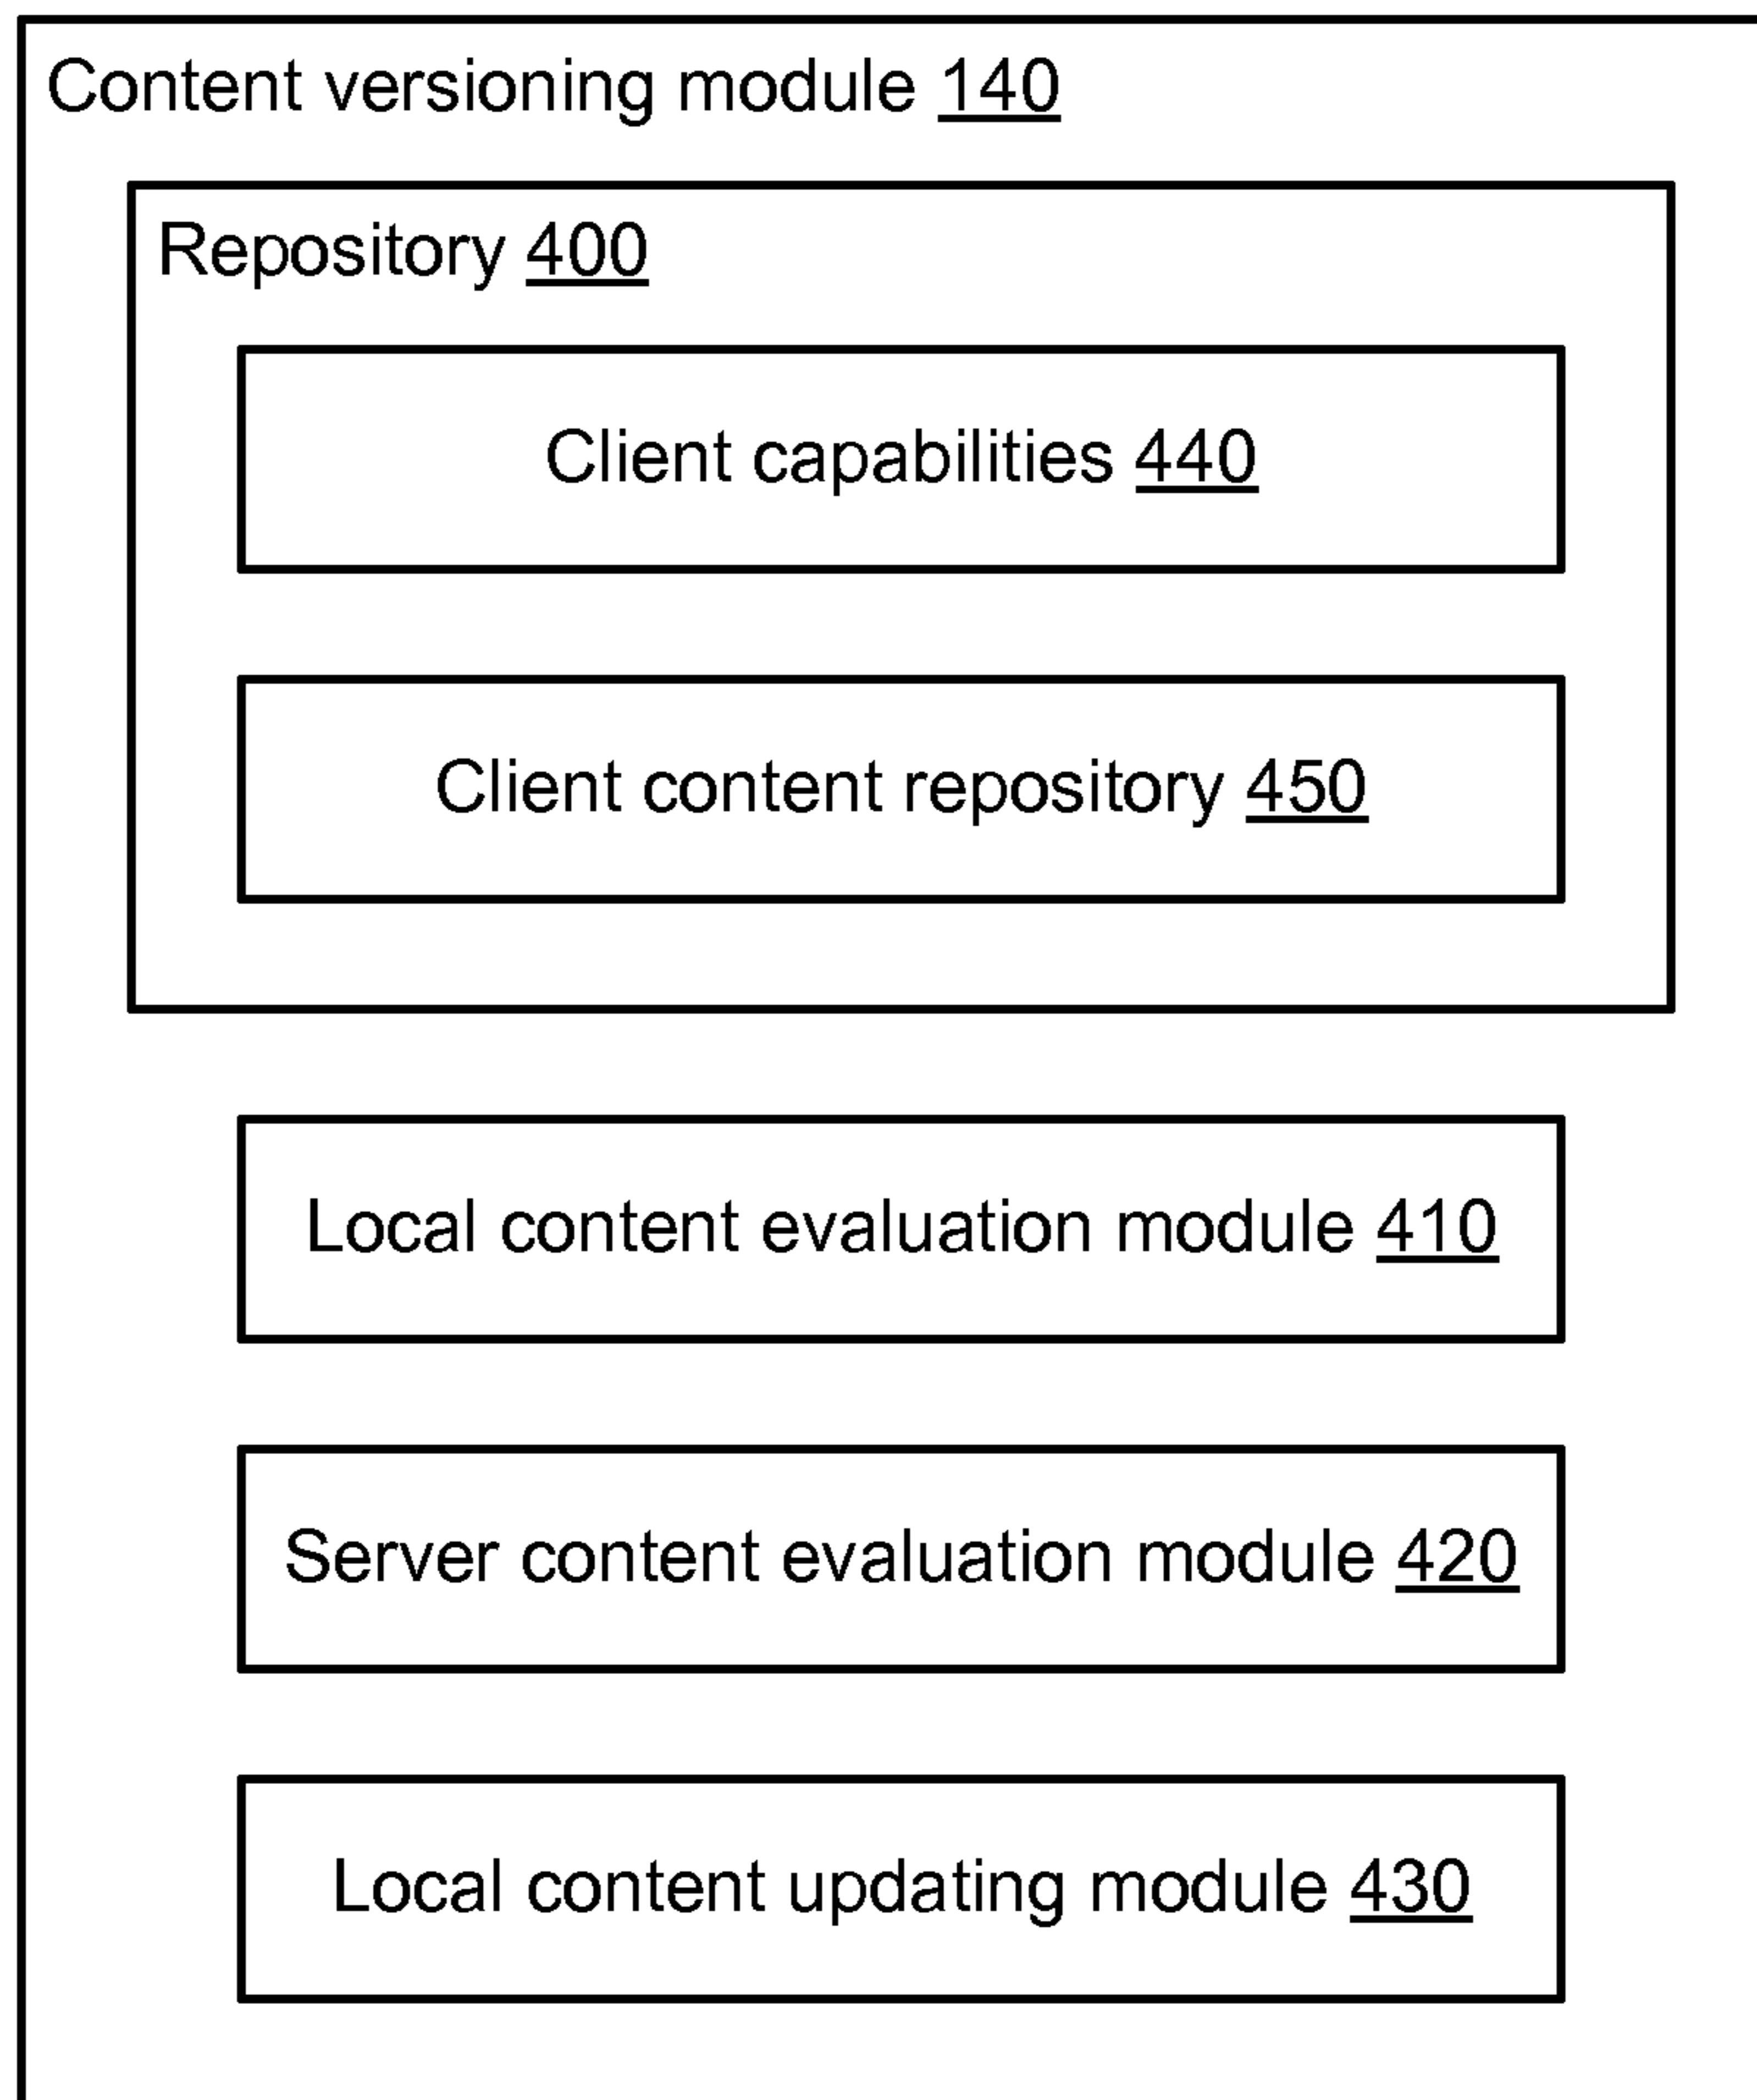 Content versioning module 140
Repository 400
Client capabilities 440
Client content repository 450
Local content evaluation module 410
Server content evaluation module 420
Local content updating module 430